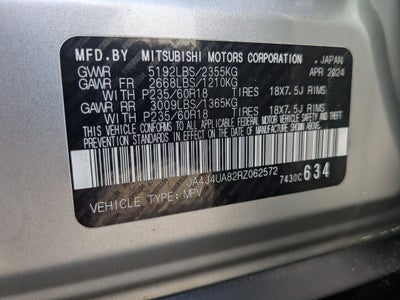 MFD.BY MITSUBISHI MOTORS CORPORATION , JAPAN
GVWR 5192LBS/2355KG APR 2024
GAWR FR 2668LBS/1210KG
WITH P235/60R18 TIRES 18X7.5J RIMS
GAWR RR 3009LBS/1365KG
WITH P235/60R18 TIRES 18X7.5J RIMS
THIS VEHICLE CONFORMS TO ALL APPLICABLE FEDERAL MOTOR
VEHICLE SAFETY AND THEFT PREVENTION STANDARDS IN
EFFECT ON THE DATE OF MANUFACTURE SHOWN ABOVE.
JA4J4UA82RZ062572 7430C 634
VEHICLE TYPE: MPV